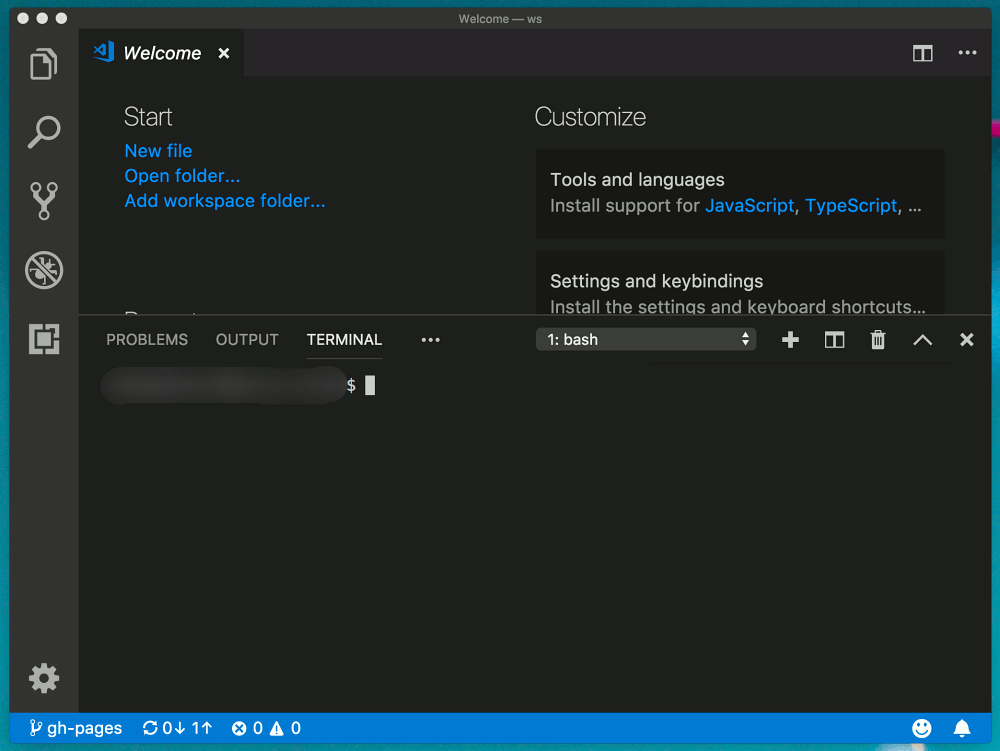 Welcome — ws
Welcome
Start
New file
Open folder...
Add workspace folder...
Customize
Tools and languages
Install support for JavaScript, TypeScript, ...
Settings and keybindings
Install the settings and keyboard shortcuts...
PROBLEMS OUTPUT TERMINAL ...
1: bash
$
gh-pages 0↓ 1↑ 0 0